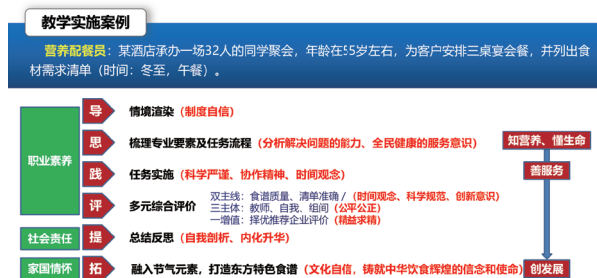 教学实施案例
营养配餐员：某酒店承办一场32人的同学聚会，年龄在55岁左右，为客户安排三桌宴会餐，并列出食
材需求清单（时间：冬至，午餐）。
导 情境渲染（制度自信）
思 梳理专业要素及任务流程（分析解决问题的能力、全民健康的服务意识） 知营养、懂生命
职业素养
践 任务实施（科学严谨、协作精神、时间观念） 善服务
评 多元综合评价
双主线：食谱质量、清单准确 /（时间观念、科学规范、创新意识）
三主体：教师、自我、组间（公平公正）
一增值：择优推荐企业评价（精益求精）
社会责任 提 总结反思（自我剖析、内化升华）
家国情怀 拓 融入节气元素，打造东方特色食谱（文化自信，铸就中华饮食辉煌的信念和使命） 创发展